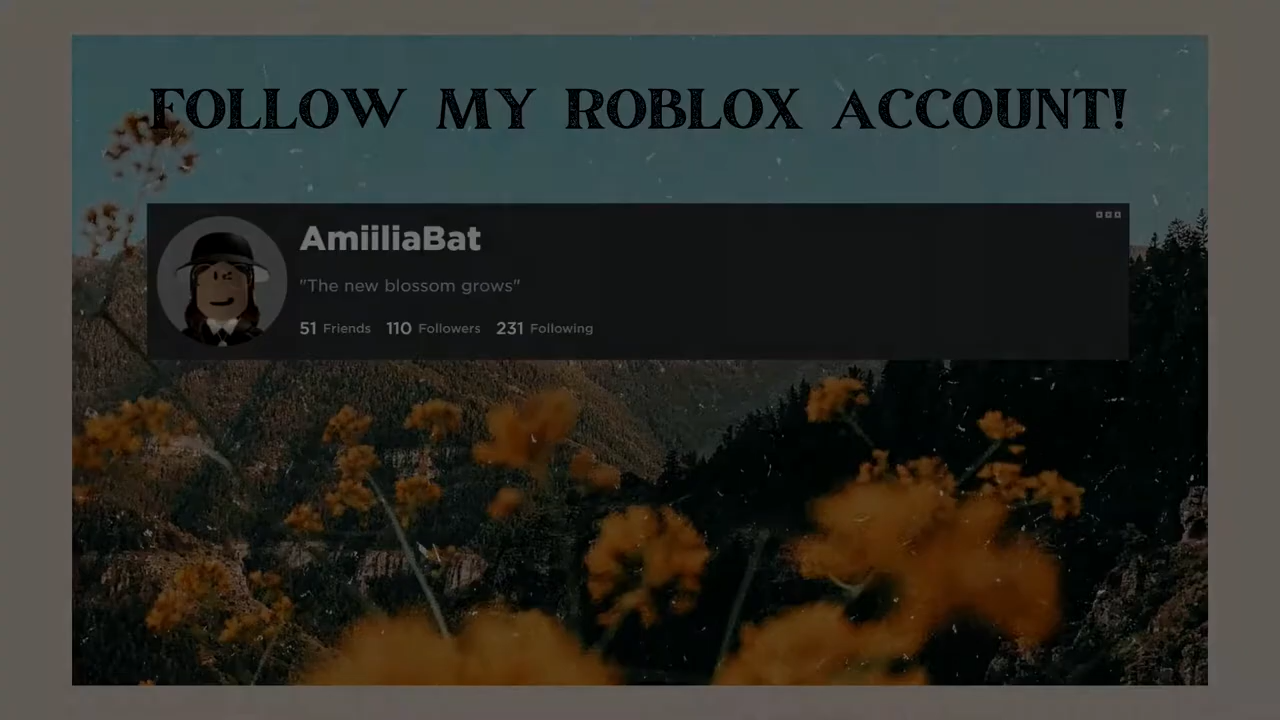 FOLLOW MY ROBLOX ACCOUNT!
AmiiliaBat
"The new blossom grows"
51 Friends 110 Followers 231 Following